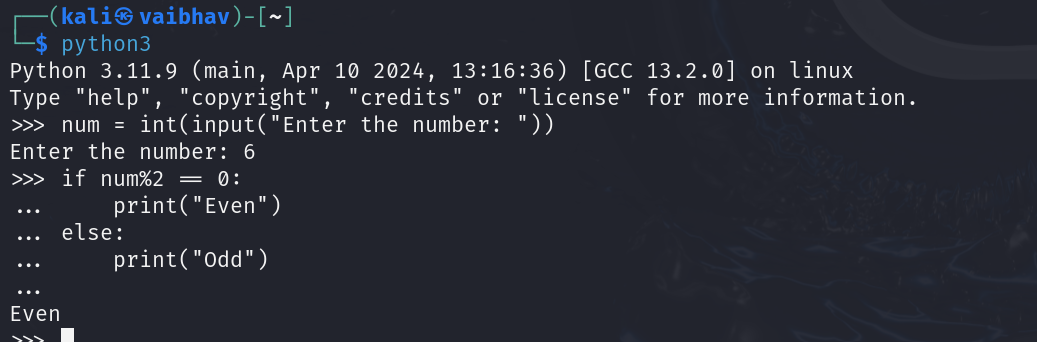 ┌──(kali㉿vaibhav)-[~]
└─$ python3
Python 3.11.9 (main, Apr 10 2024, 13:16:36) [GCC 13.2.0] on linux
Type "help", "copyright", "credits" or "license" for more information.
>>> num = int(input("Enter the number: "))
Enter the number: 6
>>> if num%2 == 0:
...     print("Even")
... else:
...     print("Odd")
...
Even
>>>